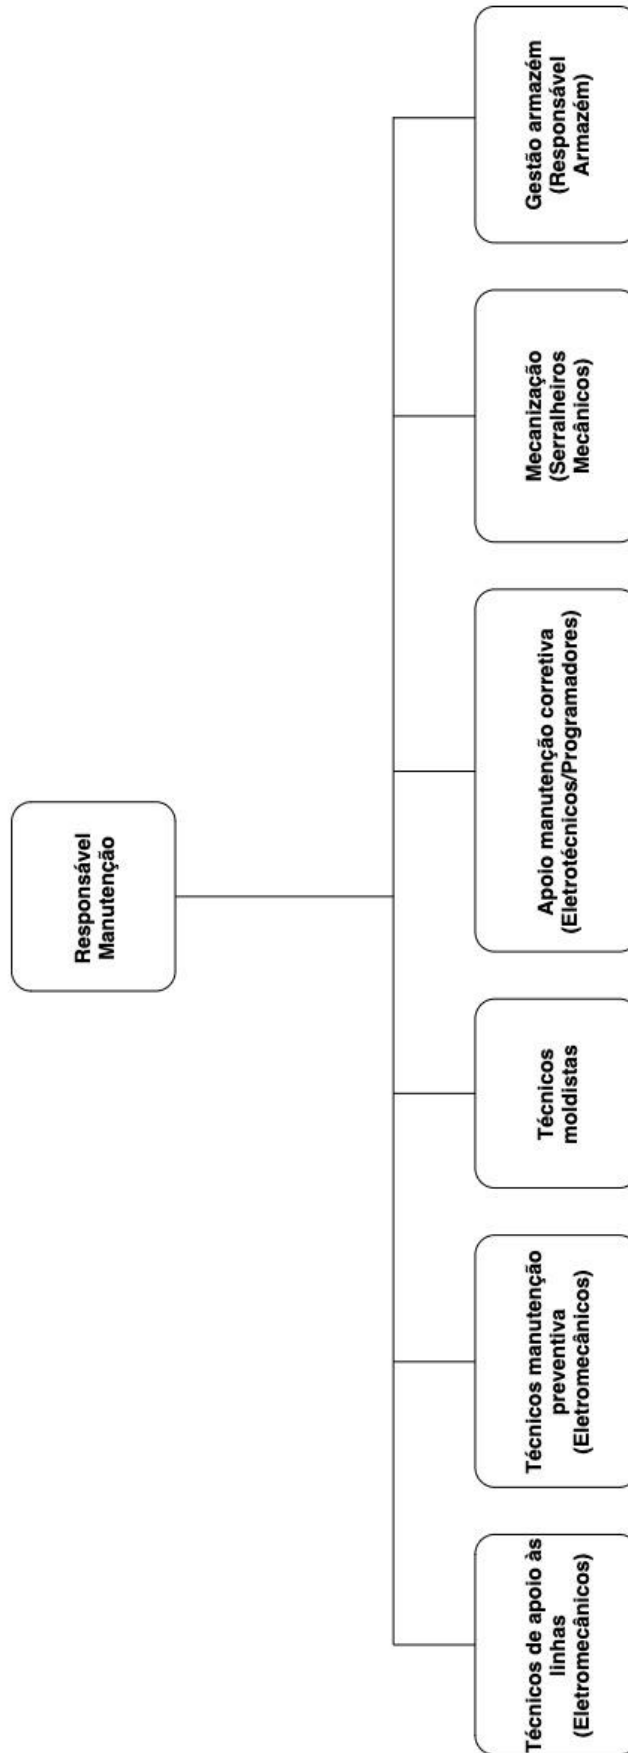 Responsável
Manutenção
Técnicos de apoio às
linhas
(Eletromecânicos)
Técnicos manutenção
preventiva
(Eletromecânicos)
Técnicos
moldistas
Apoio manutenção corretiva
(Eletrotécnicos/Programadores)
Mecanização
(Serralheiros
Mecânicos)
Gestão armazém
(Responsável
Armazém)